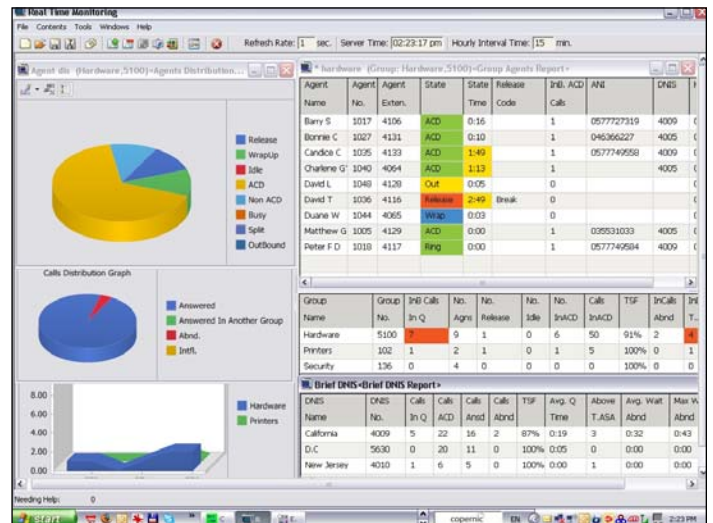 Real Time Monitoring
File Contents Tools Windows Help
Refresh Rate: 1 sec. Server Time: 02:23:17 pm Hourly Interval Time: 15 min.
Agent dis (Hardware,5100)<Agents Distribution...
Release
WrapUp
Idle
ACD
Non ACD
Busy
Split
OutBound
Calls Distribution Graph
Answered
Answered In Another Group
Abnd.
Intfl.
8.00
6.00
4.00
2.00
0.00
Hardware
Printers
* hardware (Group: Hardware,5100)<Group Agents Report>
Agent Agent Agent State State Release InB. ACD ANI DNIS
Name No. Exten. Time Code Calls
Barry S 1017 4106 ACD 0:16 1 0577727319 4009
Bonnie C 1027 4131 ACD 0:10 1 046366227 4005
Candice C 1035 4133 ACD 1:49 1 0577749558 4009
Charlene G 1040 4064 ACD 1:13 1 4005
David L 1048 4128 Out 0:05 0
David T 1036 4116 Release 2:49 Break 0
Duane W 1044 4065 Wrap 0:03 0
Matthew G 1005 4129 ACD 0:00 1 035531033 4005
Peter F D 1018 4117 Ring 0:00 1 0577749584 4009
Group Group InB Calls No. No. No. No. Calls TSF InCalls
Name No. In Q Agns Release Idle InACD InACD Abnd T..
Hardware 5100 7 9 1 0 6 50 91% 2 4
Printers 102 1 2 1 0 1 5 100% 0 1
Security 136 0 4 0 0 0 0 100% 0 0
Brief DNIS<Brief DNIS Report>
DNIS DNIS Calls Calls Calls Calls TSF Avg. Q Above Avg. Wait Max W
Name No. In Q ACD Ansd Abnd Time T.ASA Abnd Abnd
California 4009 5 22 16 2 87% 0:19 3 0:32 0:43
D.C 5630 0 20 11 0 100% 0:05 0 0:00 0:00
New Jersey 4010 1 6 5 0 100% 0:00 1 0:00 0:00
Needing Help: 0
start copernic EN 2:23 PM